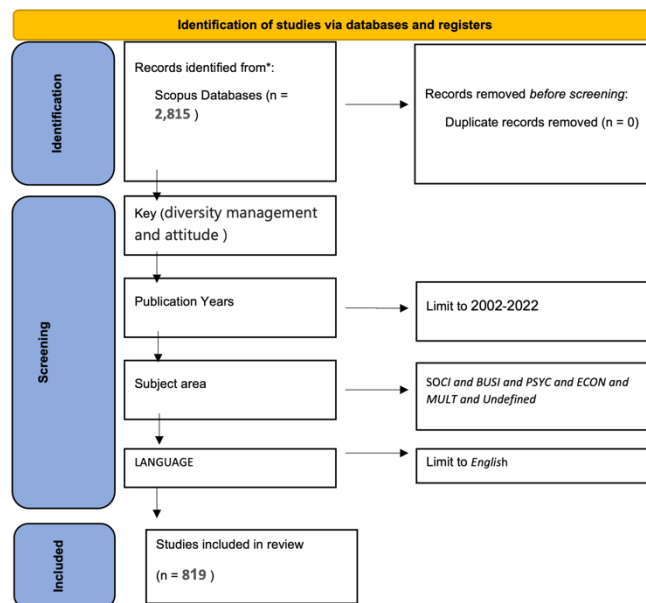 Identification of studies via databases and registers
Identification
Records identified from*:
Scopus Databases (n =
2,815 )
Records removed before screening:
Duplicate records removed (n = 0)
Screening
Key (diversity management
and attitude )
Publication Years
Limit to 2002-2022
Subject area
SOCI and BUSI and PSYC and ECON and
MULT and Undefined
LANGUAGE
Limit to English
Included
Studies included in review
(n = 819 )